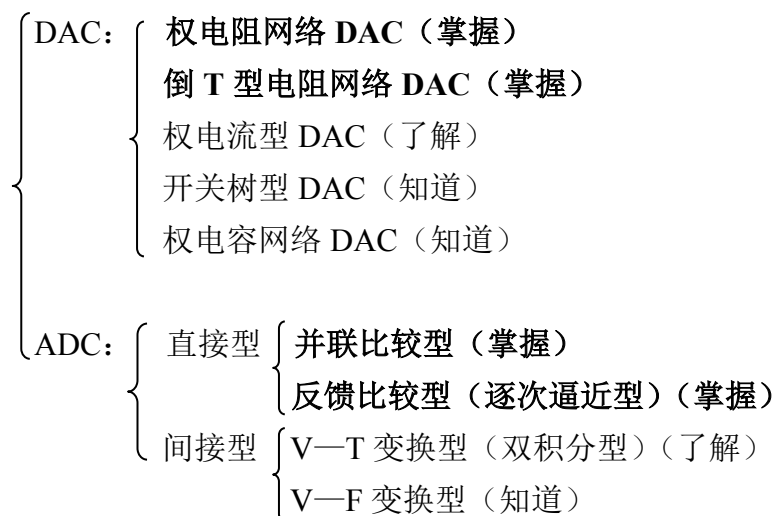 DAC：权电阻网络 DAC（掌握）
倒 T 型电阻网络 DAC（掌握）
权电流型 DAC（了解）
开关树型 DAC（知道）
权电容网络 DAC（知道）
ADC：直接型 并联比较型（掌握）
反馈比较型（逐次逼近型）（掌握）
间接型 V—T 变换型（双积分型）（了解）
V—F 变换型（知道）